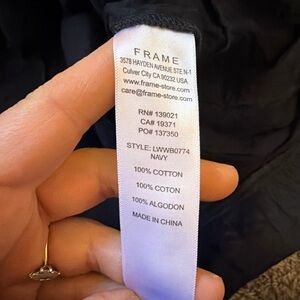 FRAME
3578 HAYDEN AVENUE STE N-1
Culver City CA 90232 USA
www.frame-store.com
care@frame-store.com
RN# 139021
CA# 19371
PO# 137350
STYLE: LWWB0774
NAVY
100% COTTON
100% COTON
100% ALGODON
MADE IN CHINA